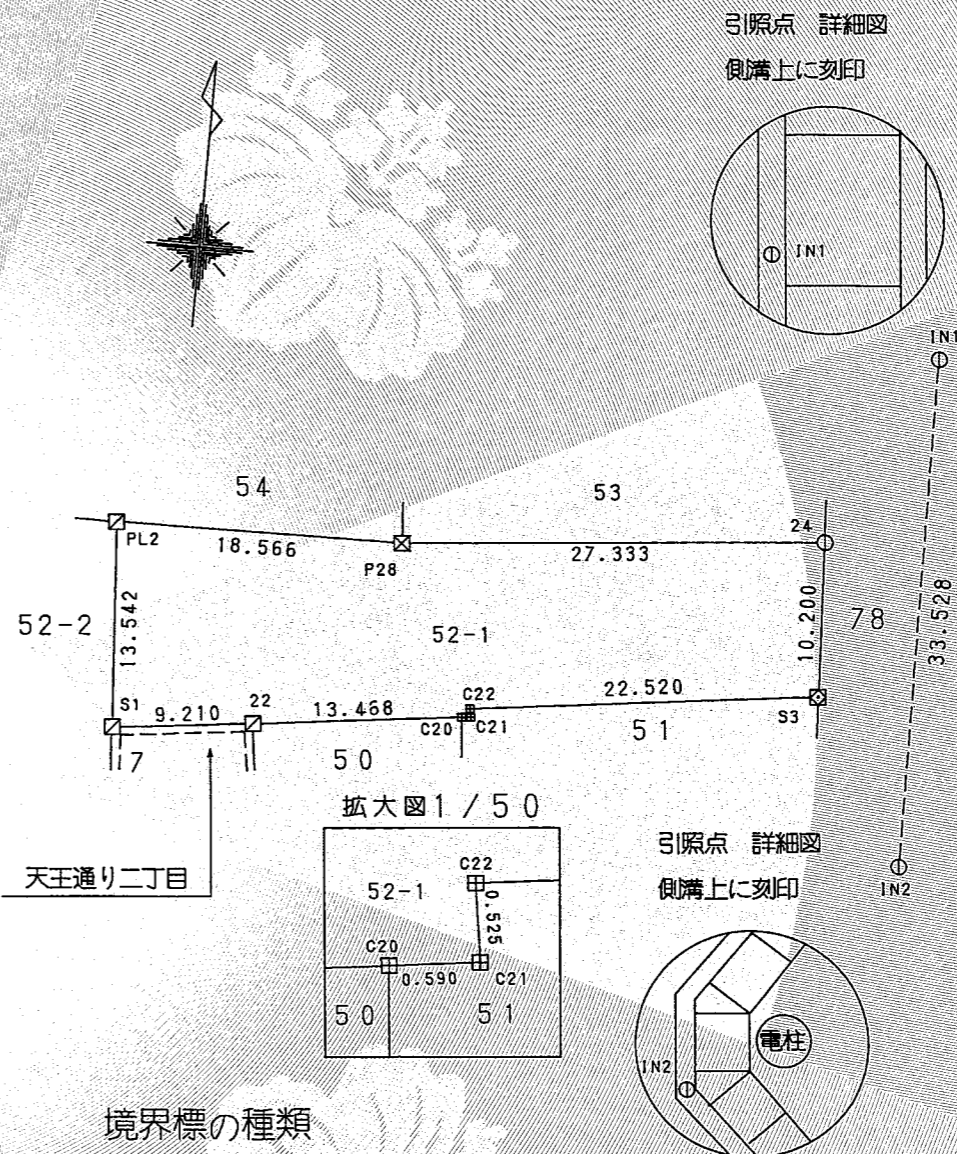 引照点 詳細図
側溝上に刻印
IN1
IN1
54
53
24
PL2
18.566
P28
27.333
52-2
13.542
52-1
10.200
78
33.528
S1
9.210
22
13.468
C22
22.520
C20
C21
S3
7
50
51
拡大図1/50
天王通り二丁目
C22
52-1
0.525
C20
0.590
C21
50
51
引照点 詳細図
側溝上に刻印
IN2
電柱
IN2
境界標の種類